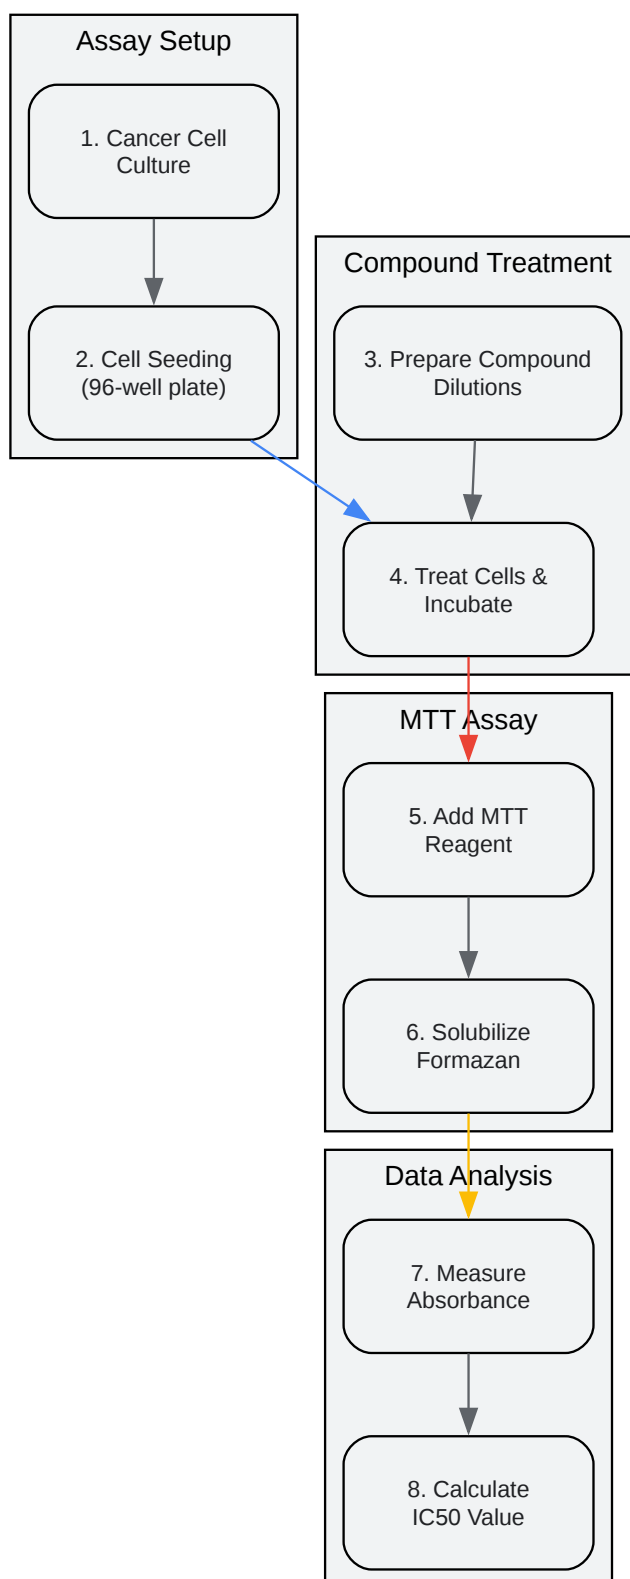 Assay Setup
1. Cancer Cell
Culture
2. Cell Seeding
(96-well plate)
Compound Treatment
3. Prepare Compound
Dilutions
4. Treat Cells &
Incubate
MTT Assay
5. Add MTT
Reagent
6. Solubilize
Formazan
Data Analysis
7. Measure
Absorbance
8. Calculate
IC50 Value